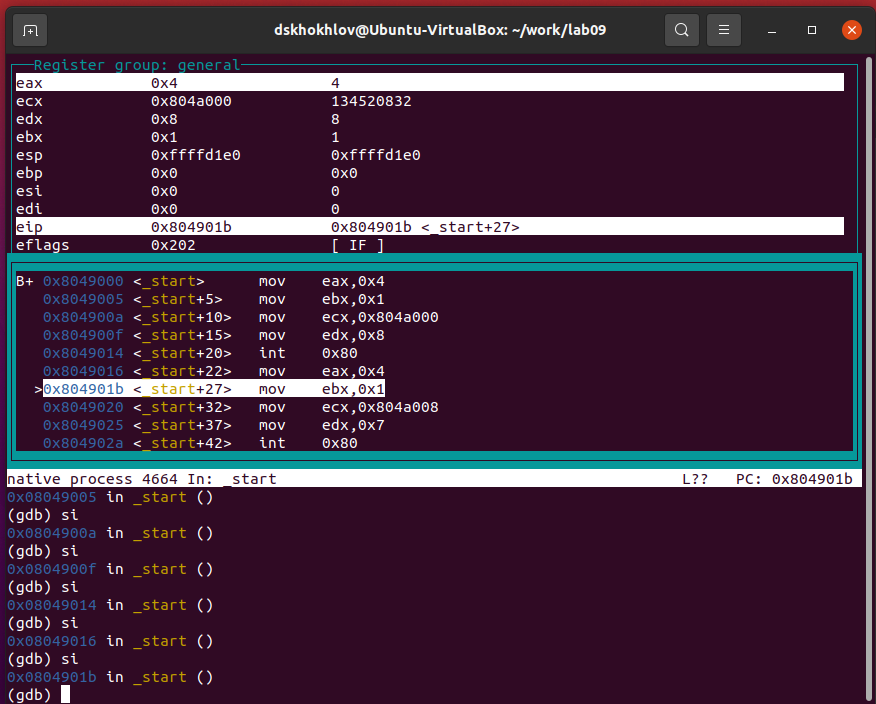 dskhokhlov@Ubuntu-VirtualBox: ~/work/lab09
Register group: general
eax 0x4 4
ecx 0x804a000 134520832
edx 0x8 8
ebx 0x1 1
esp 0xffffd1e0 0xffffd1e0
ebp 0x0 0x0
esi 0x0 0
edi 0x0 0
eip 0x804901b 0x804901b <_start+27>
eflags 0x202 [ IF ]
B+ 0x8049000 <_start> mov eax,0x4
0x8049005 <_start+5> mov ebx,0x1
0x804900a <_start+10> mov ecx,0x804a000
0x804900f <_start+15> mov edx,0x8
0x8049014 <_start+20> int 0x80
0x8049016 <_start+22> mov eax,0x4
>0x804901b <_start+27> mov ebx,0x1
0x8049020 <_start+32> mov ecx,0x804a008
0x8049025 <_start+37> mov edx,0x7
0x804902a <_start+42> int 0x80
native process 4664 In: _start L?? PC: 0x804901b
0x08049005 in _start ()
(gdb) si
0x0804900a in _start ()
(gdb) si
0x0804900f in _start ()
(gdb) si
0x08049014 in _start ()
(gdb) si
0x08049016 in _start ()
(gdb) si
0x0804901b in _start ()
(gdb)